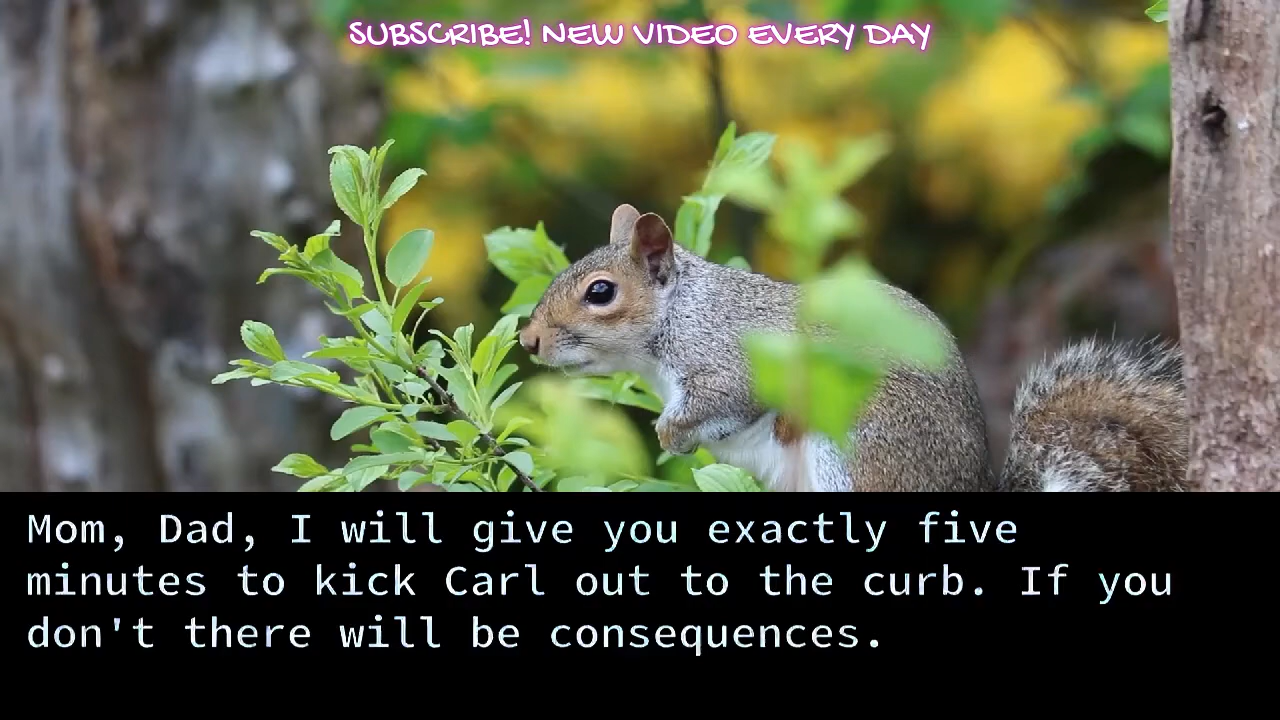 SUBSCRIBE! NEW VIDEO EVERY DAY
Mom, Dad, I will give you exactly five
minutes to kick Carl out to the curb. If you
don't there will be consequences.